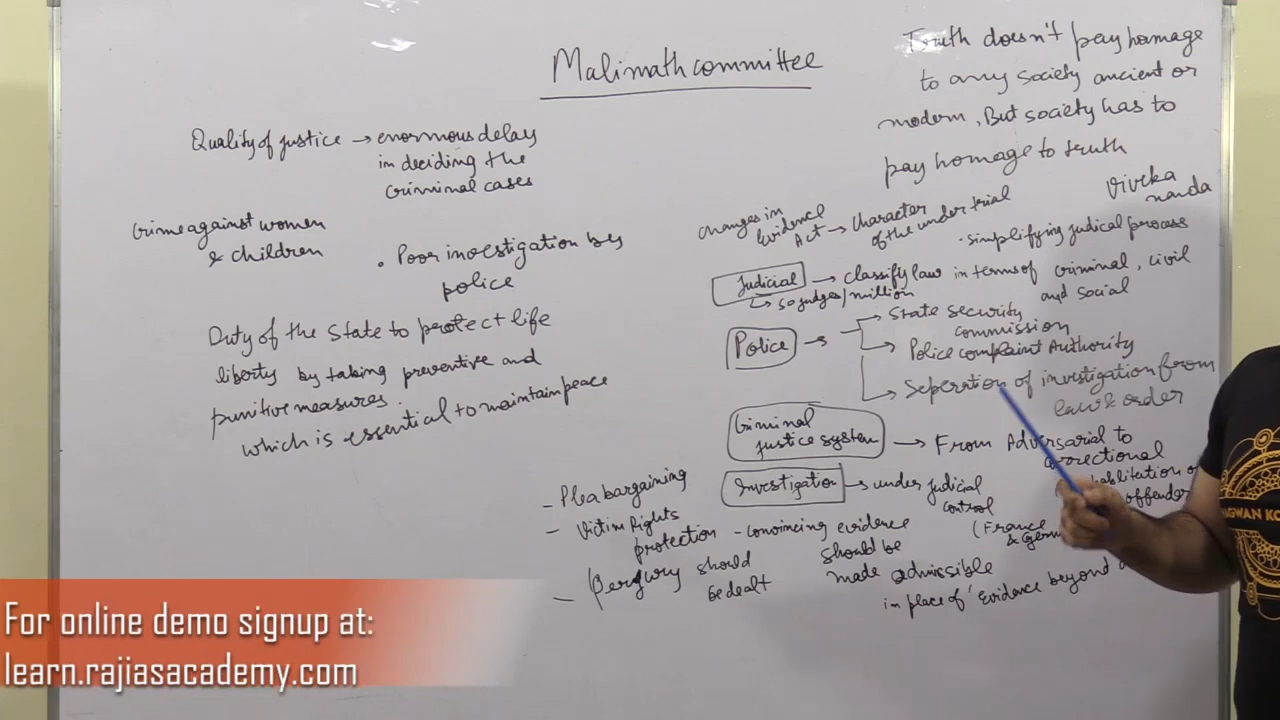 Malimath committee
Truth doesn't pay homage
to any society ancient or
modern, But society has to
pay homage to truth
Viveka
nanda
Quality of justice → enormous delay
in deciding the
criminal cases
Crime against women
& children
. Poor investigation by
police
Duty of the State to protect life
liberty by taking preventive and
punitive measures.
which is essential to maintain peace
changes in
Evidence
Act → Character
of the under trial
. simplifying judical process
Judicial → classify law in terms of criminal, civil
and social
↳ 50 judges/million
Police → State security
commission
→ Police complaint Authority
→ Seperation of investigation from
law & order
Criminal
justice system → From Adversarial to
correctional
offender
Investigation → under judicial
control
(France
&
- Plea bargaining
- Victim Rights
protection
- Perjury should
be dealt
- convincing evidence
should be
made admissible
in place of 'Evidence beyond
AGWAN KO
For online demo signup at:
learn.rajiasacademy.com